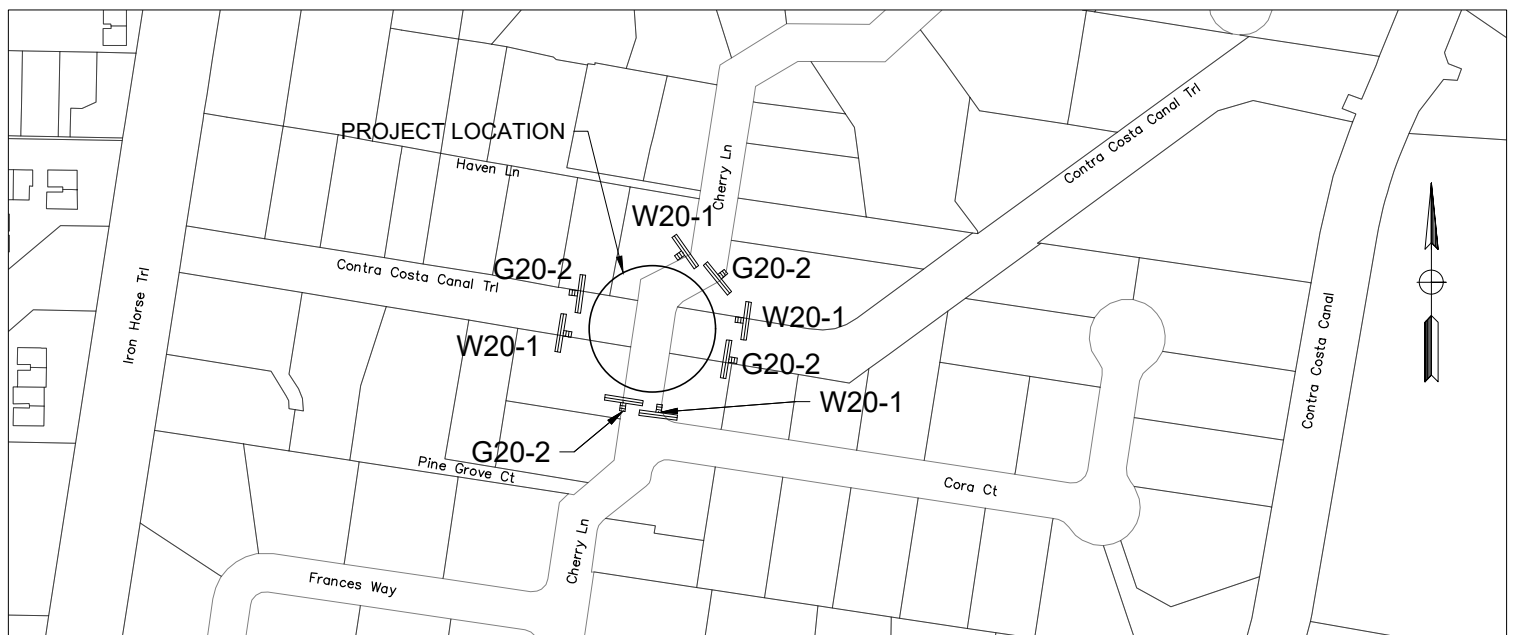 Contra Costa Canal Trl
PROJECT LOCATION
Haven Ln
Cherry Ln
W20-1
G20-2
G20-2
Contra Costa Canal Trl
Iron Horse Trl
W20-1
W20-1
G20-2
W20-1
G20-2
Contra Costa Canal
Pine Grove Ct
Cora Ct
Cherry Ln
Frances Way